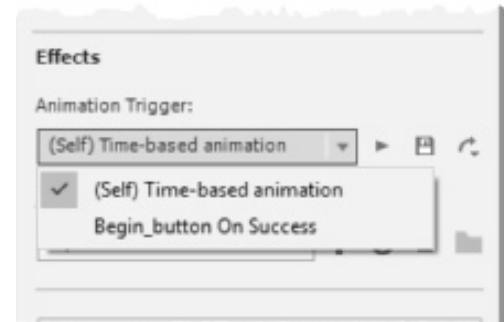 Effects
Animation Trigger:
(Self) Time-based animation
(Self) Time-based animation
Begin_button On Success